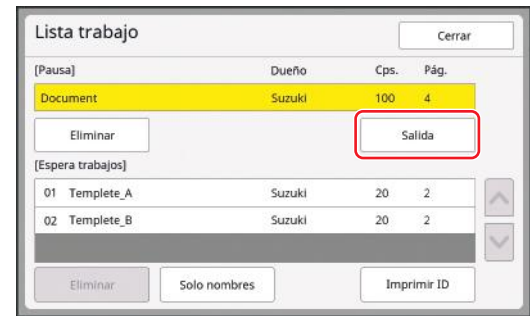 Lista trabajo Cerrar
[Pausa] Dueño Cps. Pág.
Document Suzuki 100 4
Eliminar Salida
[Espera trabajos]
01 Templete_A Suzuki 20 2
02 Templete_B Suzuki 20 2
Eliminar Solo nombres Imprimir ID